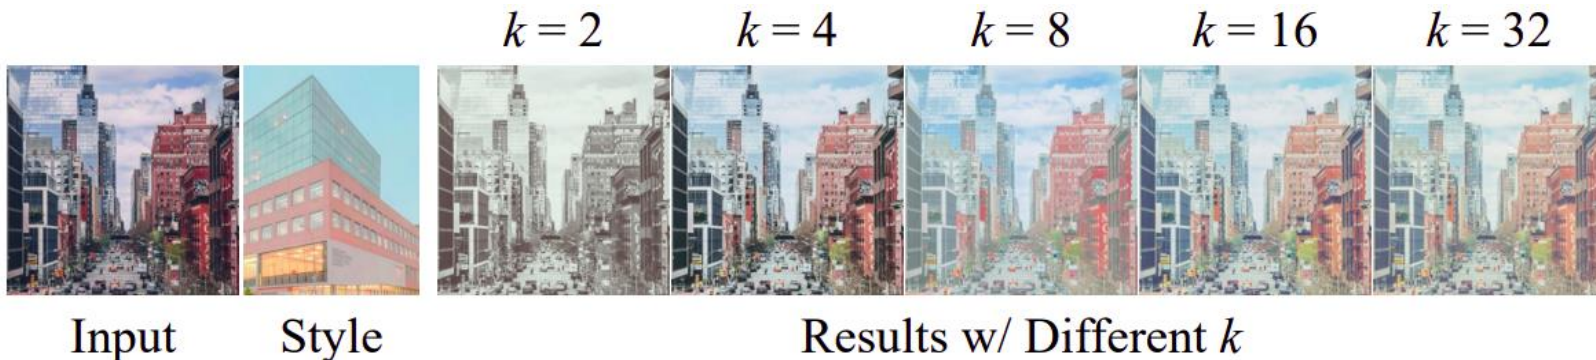 k = 2 k = 4 k = 8 k = 16 k = 32
Input Style Results w/ Different k